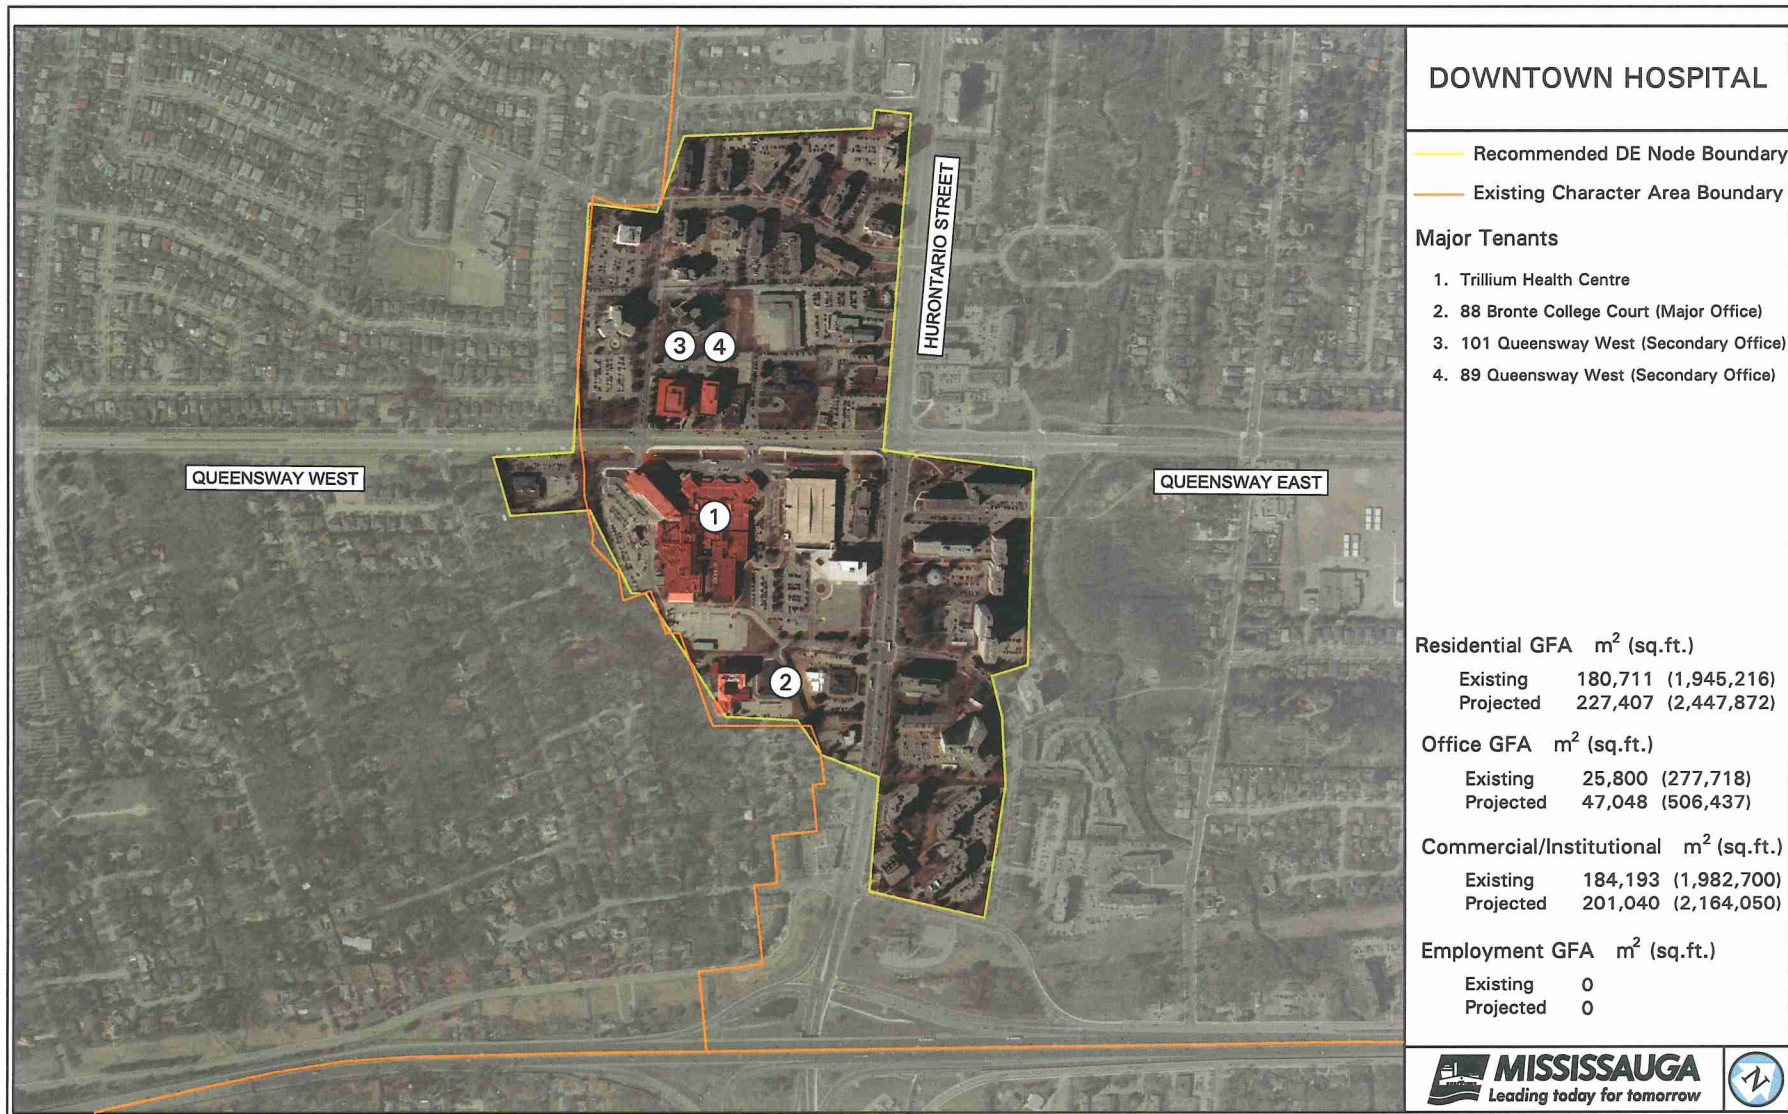 DOWNTOWN HOSPITAL
Recommended DE Node Boundary
Existing Character Area Boundary
Major Tenants
1. Trillium Health Centre
2. 88 Bronte College Court (Major Office)
3. 101 Queensway West (Secondary Office)
4. 89 Queensway West (Secondary Office)
HURONTARIO STREET
3
4
QUEENSWAY WEST
QUEENSWAY EAST
1
2
Residential GFA m² (sq.ft.)
Existing 180,711 (1,945,216)
Projected 227,407 (2,447,872)
Office GFA m² (sq.ft.)
Existing 25,800 (277,718)
Projected 47,048 (506,437)
Commercial/Institutional m² (sq.ft.)
Existing 184,193 (1,982,700)
Projected 201,040 (2,164,050)
Employment GFA m² (sq.ft.)
Existing 0
Projected 0
MISSISSAUGA
Leading today for tomorrow
N